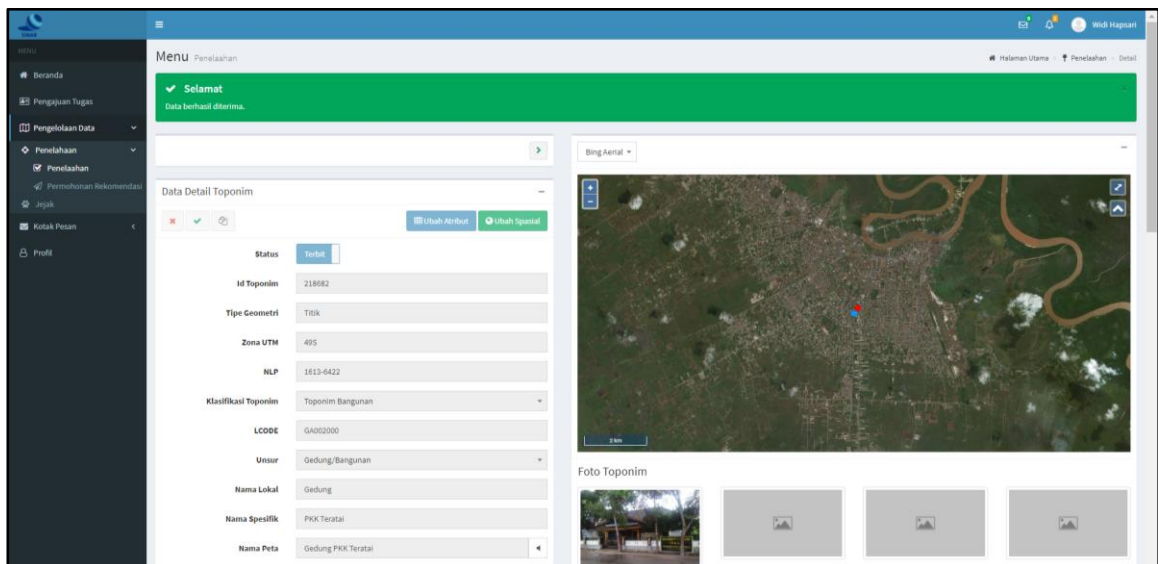 SINAR
Widi Hapsari
MENU
Beranda
Pengajuan Tugas
Pengelolaan Data
Penelahaan
Penelaahan
Permohonan Rekomendasi
Jejak
Kotak Pesan
Profil
Menu Penelaahan
Halaman Utama > Penelaahan > Detail
Selamat
Data berhasil diterima.
Data Detail Toponim
Ubah Atribut
Ubah Spasial
Status Terbit
Id Toponim 218682
Tipe Geometri Titik
Zona UTM 49S
NLP 1613-6422
Klasifikasi Toponim Toponim Bangunan
LCODE GA002000
Unsur Gedung/Bangunan
Nama Lokal Gedung
Nama Spesifik PKK Teratai
Nama Peta Gedung PKK Teratai
Bing Aerial
2 km
Foto Toponim